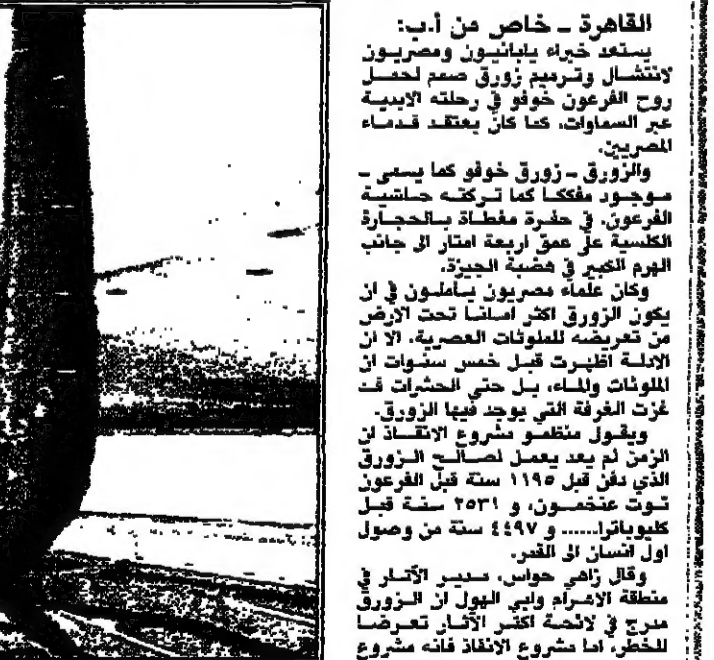 القاهرة ـ خاص من أ.ب:
يستعد خبراء يابانيون ومصريون
لانتشال وترميم زورق صمم لحمل
روح الفرعون خوفو في رحلته الابدية
عبر السماوات، كما كان يعتقد قدماء
المصريين.
والزورق ـ زورق خوفو كما يسمى ـ
موجود مفككا كما تركته حاشية
الفرعون، في حفرة مغطاة بالحجارة
الكلسية على عمق اربعة امتار الى جانب
الهرم الكبير في هضبة الجيزة.
وكان علماء مصريون يأملون في ان
يكون الزورق اكثر امانا تحت الارض
من تعريضه للملوثات العصرية، الا ان
الادلة اظهرت قبل خمس سنوات ان
الملوثات والماء، بل حتى الحشرات قد
غزت الغرفة التي يوجد فيها الزورق.
ويقول منظمو مشروع الانقاذ ان
الزمن لم يعد يعمل لصالح الزورق
الذي دفن قبل ١١٩٥ سنة قبل الفرعون
توت عنخمون، و ٢٥٣١ سنة قبل
كليوباترا...... و ٤٤٩٧ سنة من وصول
اول انسان الى القمر.
وقال زاهي حواس، مدير الآثار في
منطقة الاهرام وابي الهول ان الزورق
مدرج في لائحة اكثر الآثار تعرضا
للخطر، اما مشروع الانقاذ فانه مشروع